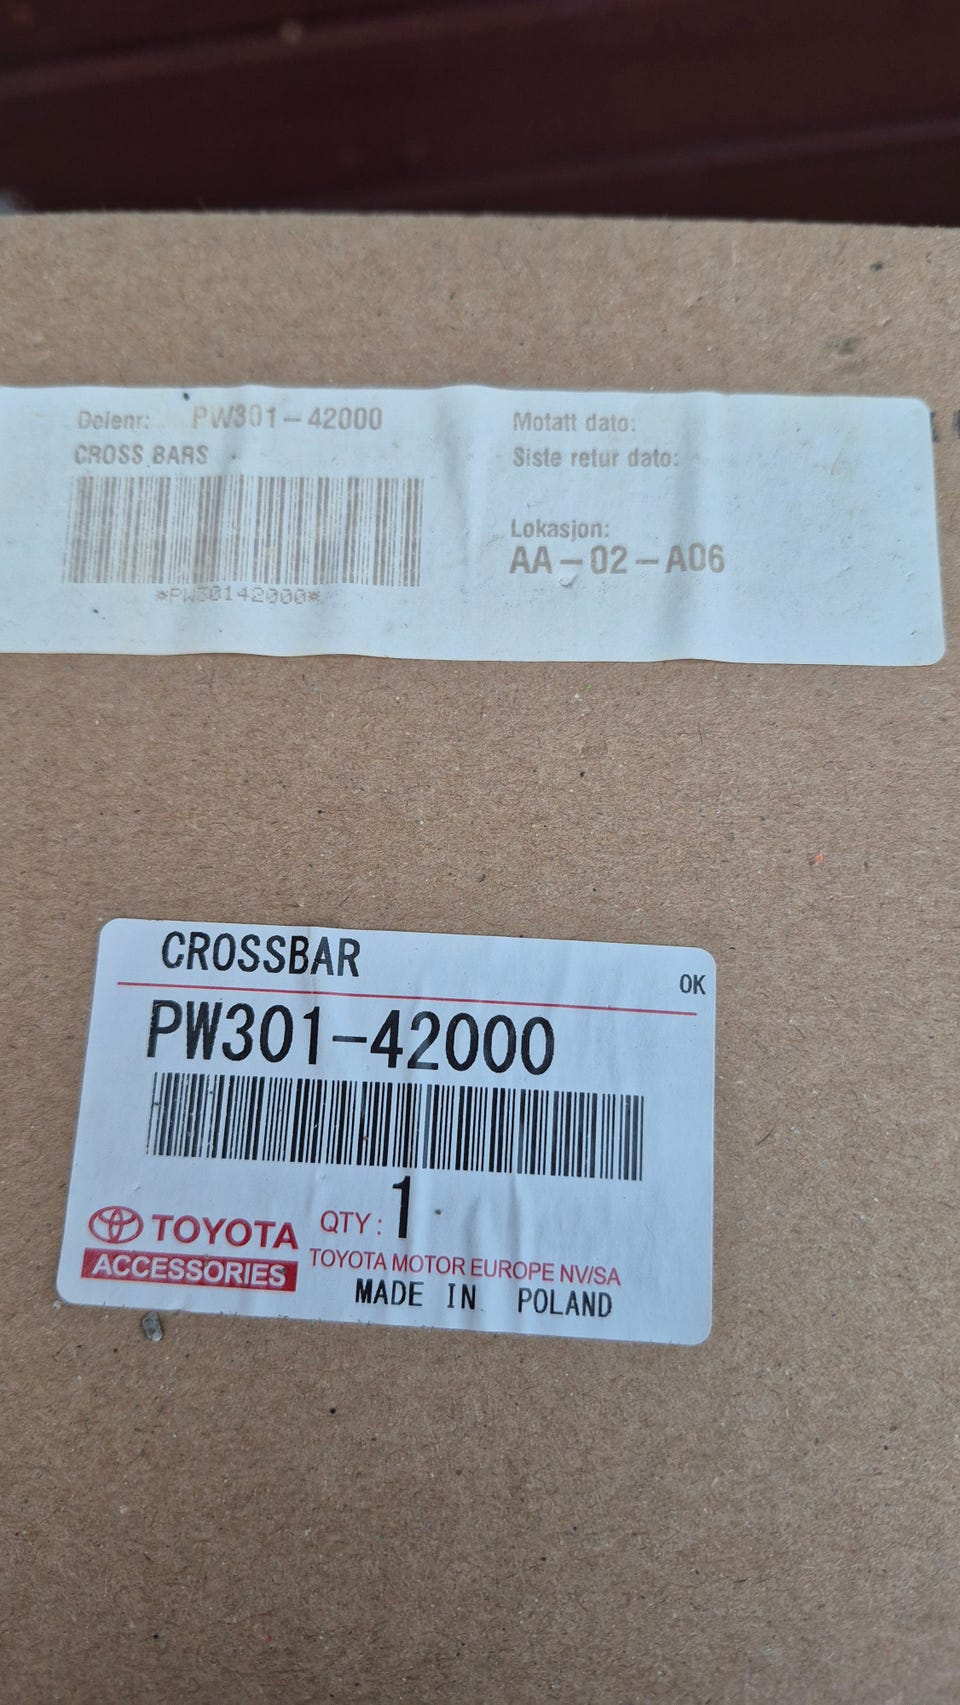 Delenr: PW301-42000
CROSS BARS
*PW30142000*
Motatt dato:
Siste retur dato:
Lokasjon:
AA-02-A06
CROSSBAR
OK
PW301-42000
1
QTY:
TOYOTA
ACCESSORIES
TOYOTA MOTOR EUROPE NV/SA
MADE IN POLAND